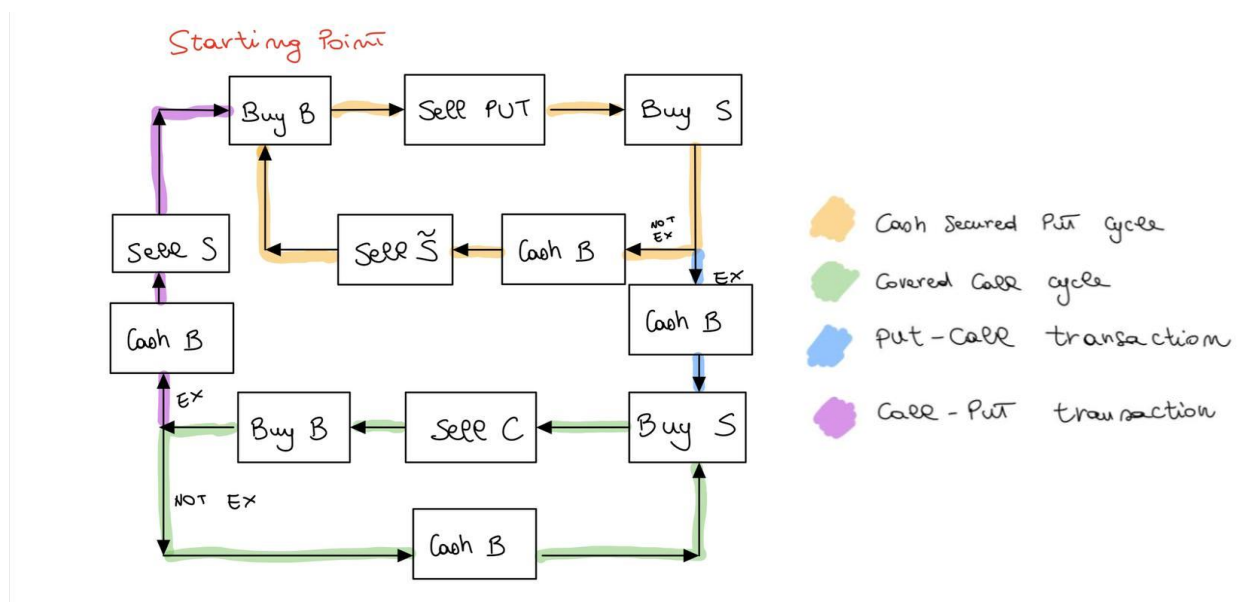 Starting Point
Buy B
Sell PUT
Buy S
Sell S
Sell S̃
Cash B
NOT
EX
Cash Secured Put cycle
EX
Covered Call cycle
Cash B
Cash B
Put-Call transaction
EX
Call-Put transaction
Buy B
Sell C
Buy S
NOT EX
Cash B